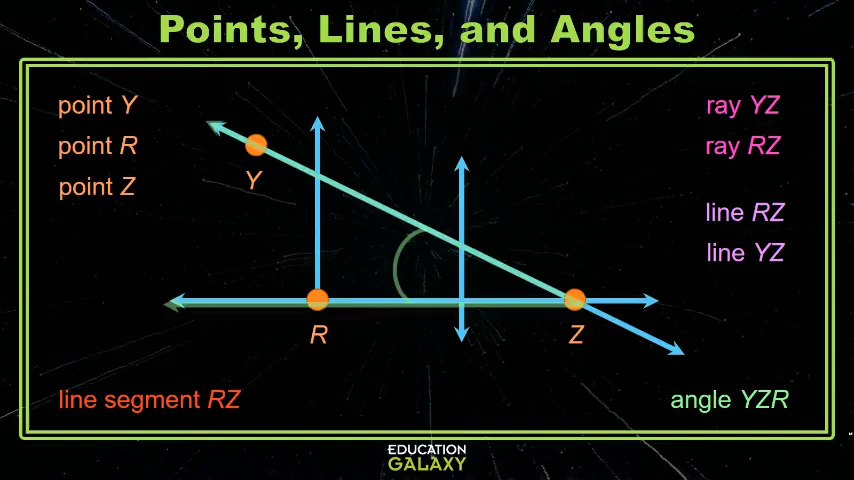 Points, Lines, and Angles
point Y
point R
point Z
ray YZ
ray RZ
line RZ
line YZ
Y
R
Z
line segment RZ
angle YZR
EDUCATION
GALAXY